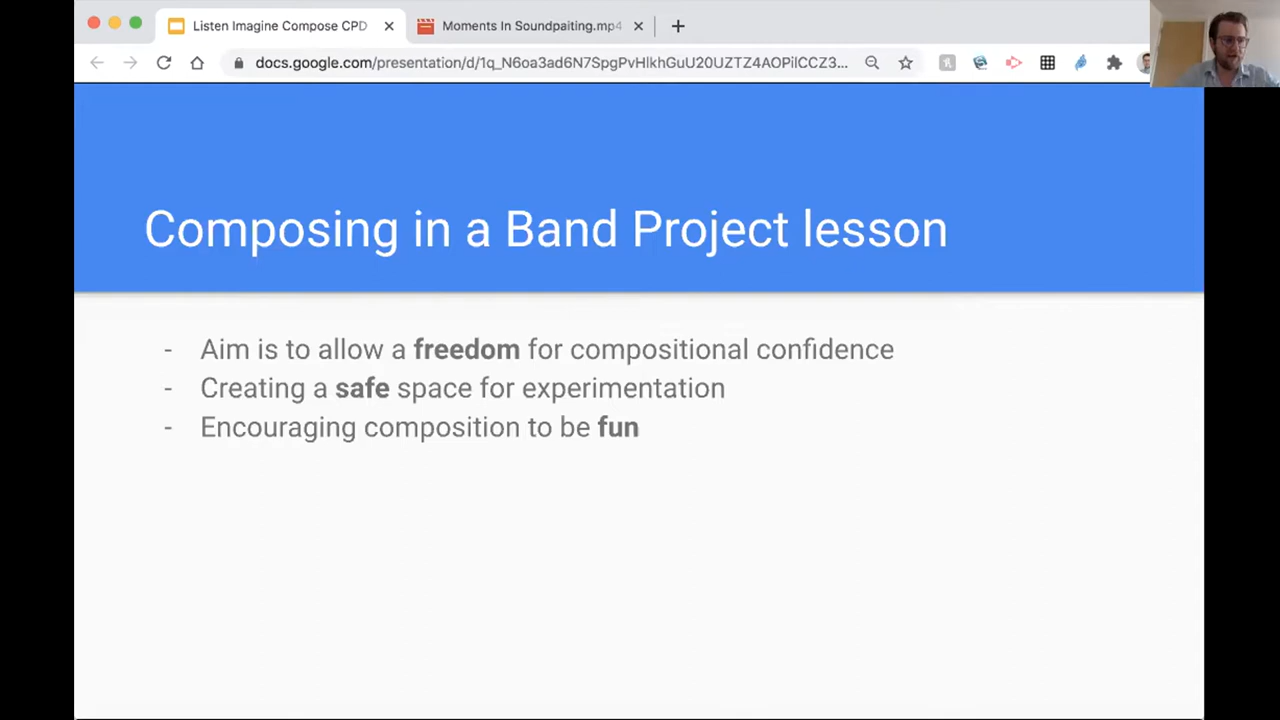 Listen Imagine Compose CPD
Moments In Soundpaiting.mp4
docs.google.com/presentation/d/1q_N6oa3ad6N7SpgPvHlkhGuU20UZTZ4AOPilCCZ3...
Composing in a Band Project lesson
- Aim is to allow a freedom for compositional confidence
- Creating a safe space for experimentation
- Encouraging composition to be fun